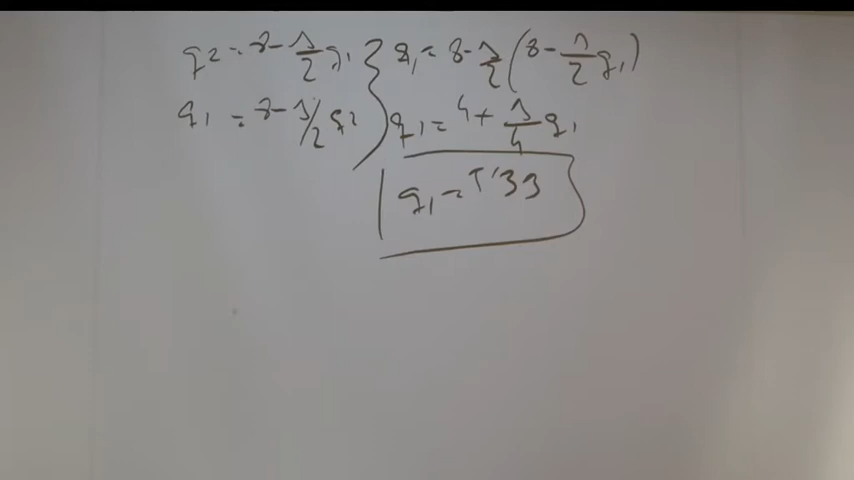 q2 = 8 - 1/2 q1
q1 = 8 - 1/2 q2
q1 = 8 - 1/2 (8 - 1/2 q1)
q1 = 4 + 1/4 q1
q1 = 5'33